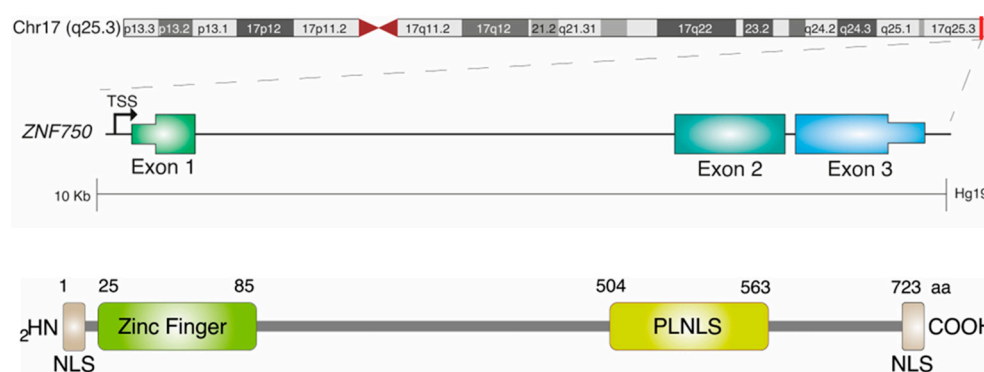 Chr17 (q25.3) p13.3 p13.2 p13.1 17p12 17p11.2 17q11.2 17q12 21.2 q21.31 17q22 23.2 q24.2 q24.3 q25.1 17q25.3
TSS
ZNF750
Exon 1 Exon 2 Exon 3
10 Kb Hg19
1 25 85 504 563 723 aa
2HN Zinc Finger PLNLS COOH
NLS NLS